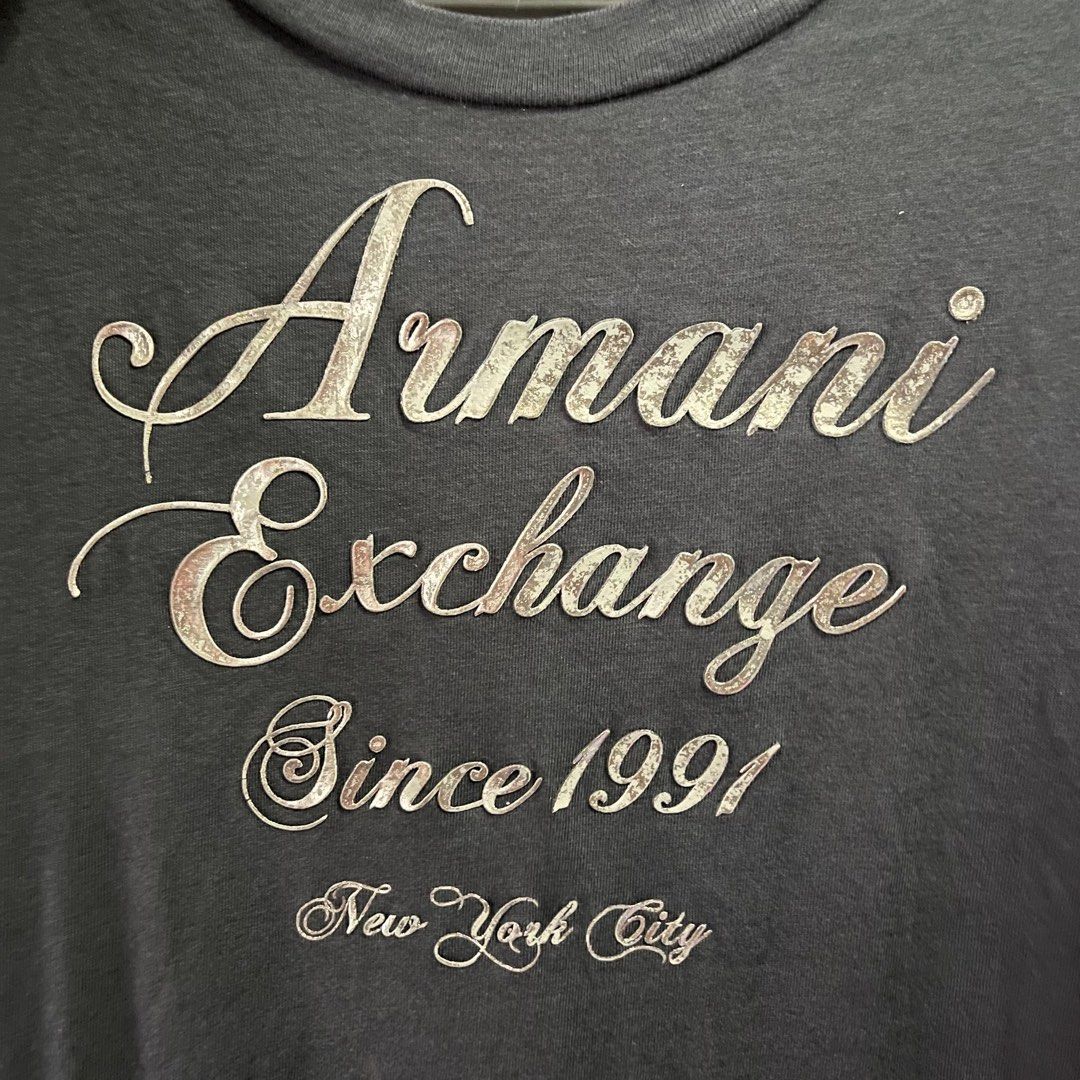 Armani
Exchange
Since 1991
New York City